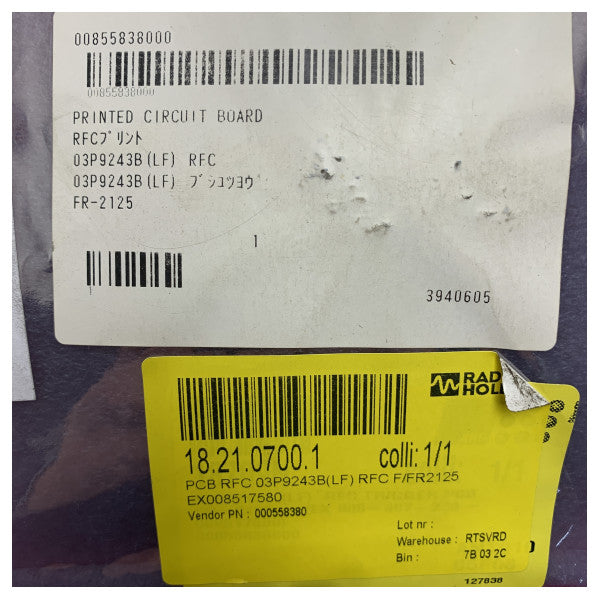 00855838000
00855838000
PRINTED CIRCUIT BOARD
RFCプリント
03P9243B(LF) RFC
03P9243B(LF) ブシュツヨウ
FR-2125
1
3940605
RAD
HOL
18.21.0700.1 colli: 1/1
PCB RFC 03P9243B(LF) RFC F/FR2125
EX008517580
Vendor PN : 000558380
Lot nr :
Warehouse : RTSVRD
Bin : 7B 03 2C
127838